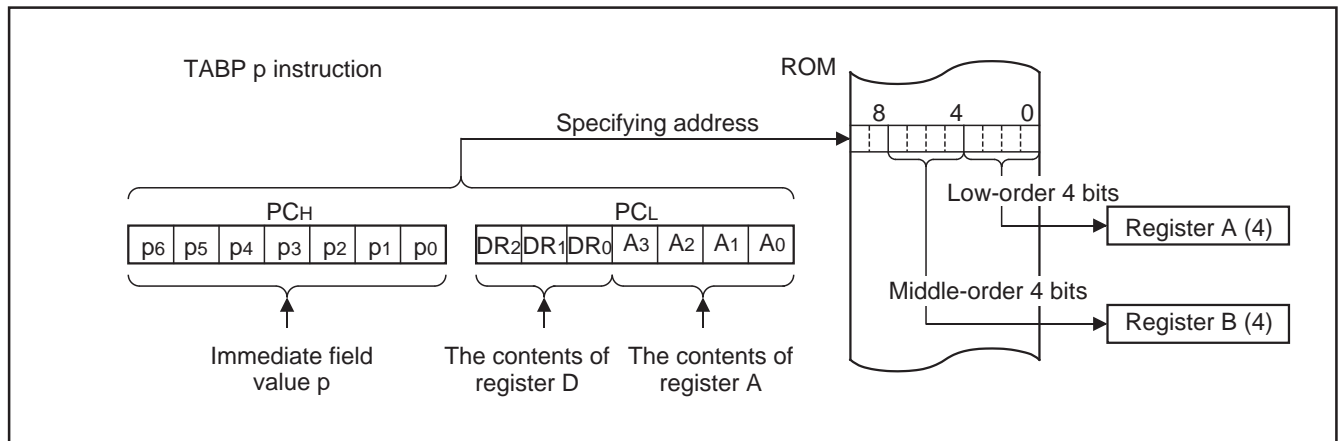 TABP p instruction
ROM
8 4 0
Specifying address
Low-order 4 bits
PCH
PCL
p6 p5 p4 p3 p2 p1 p0
DR2 DR1 DR0 A3 A2 A1 A0
Register A (4)
Middle-order 4 bits
Register B (4)
Immediate field
value p
The contents of
register D
The contents of
register A